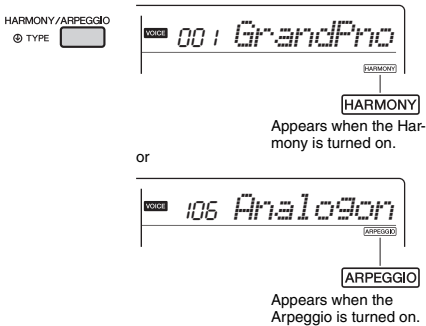 HARMONY/ARPEGGIO
TYPE
VOICE 001 GrandPno
HARMONY
HARMONY
Appears when the Har-
mony is turned on.
or
VOICE 106 Analogon
ARPEGGIO
ARPEGGIO
Appears when the
Arpeggio is turned on.